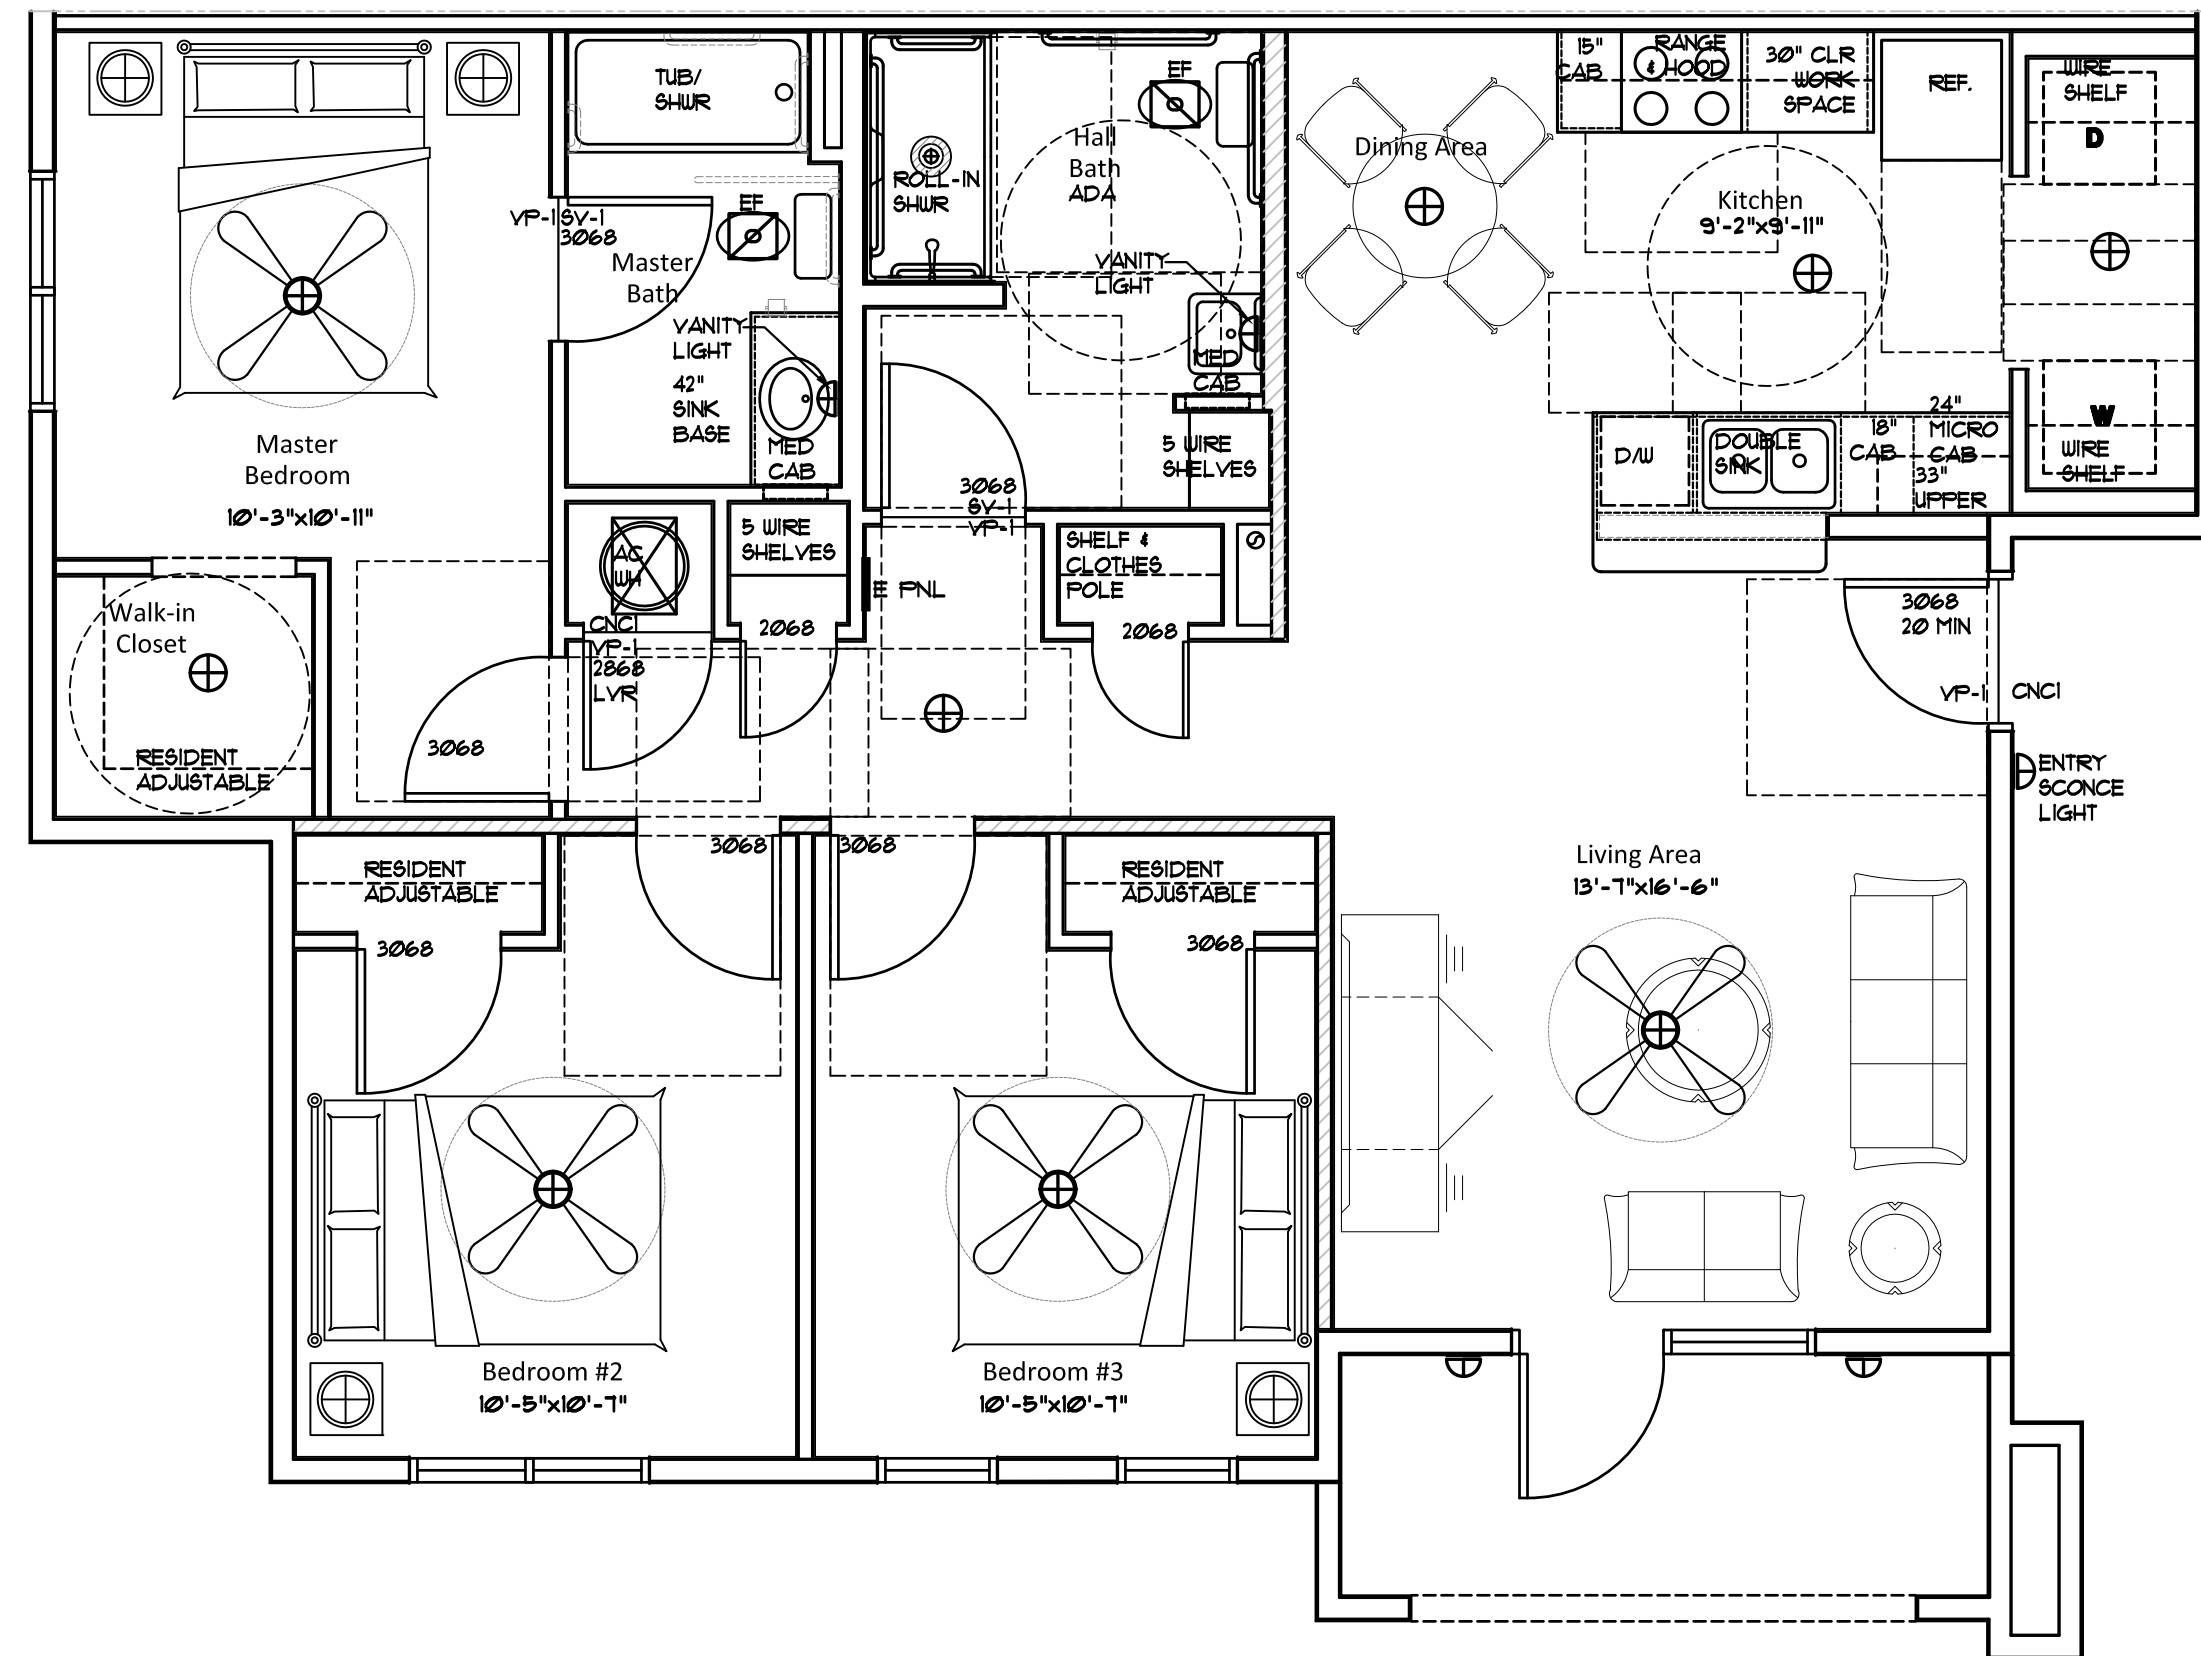 TUB/
SHWR
EF
VP-1
SV-1
3068
Master
Bath
VANITY
LIGHT
42"
SINK
BASE
MED
CAB
Master
Bedroom
10'-3"x10'-11"
Walk-in
Closet
RESIDENT
ADJUSTABLE
3068
AC
WH
CNC1
VP-1
2868
LVR
5 WIRE
SHELVES
2068
E PNL
ROLL-IN
SHWR
Hall
Bath
ADA
EF
VANITY
LIGHT
MED
CAB
5 WIRE
SHELVES
3068
SV-1
VP-1
SHELF &
CLOTHES
POLE
2068
Dining Area
15"
CAB
RANGE
& HOOD
30" CLR
WORK
SPACE
REF.
Kitchen
9'-2"x9'-11"
WIRE
SHELF
D
W
WIRE
SHELF
D/W
DOUBLE
SINK
18"
CAB
24"
MICRO
CAB
33"
UPPER
3068
20 MIN
VP-1
CNC1
ENTRY
SCONCE
LIGHT
Living Area
13'-7"x16'-6"
RESIDENT
ADJUSTABLE
3068
3068
3068
RESIDENT
ADJUSTABLE
3068
Bedroom #2
10'-5"x10'-7"
Bedroom #3
10'-5"x10'-7"